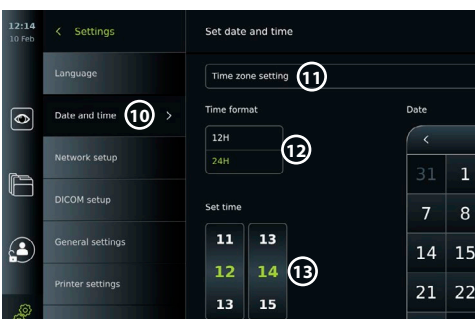 12:14
10 Feb
Settings
Set date and time
Language
Time zone setting 11
Date and time 10
Time format
Date
12H
24H
12
Network setup
31 1
DICOM setup
Set time
7 8
General settings
11 13
12 14 13
13 15
14 15
Printer settings
21 22